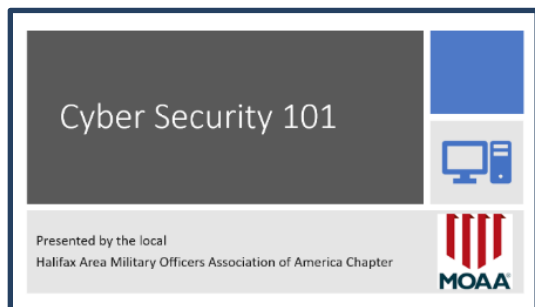 Cyber Security 101
Presented by the local
Halifax Area Military Officers Association of America Chapter
MOAA